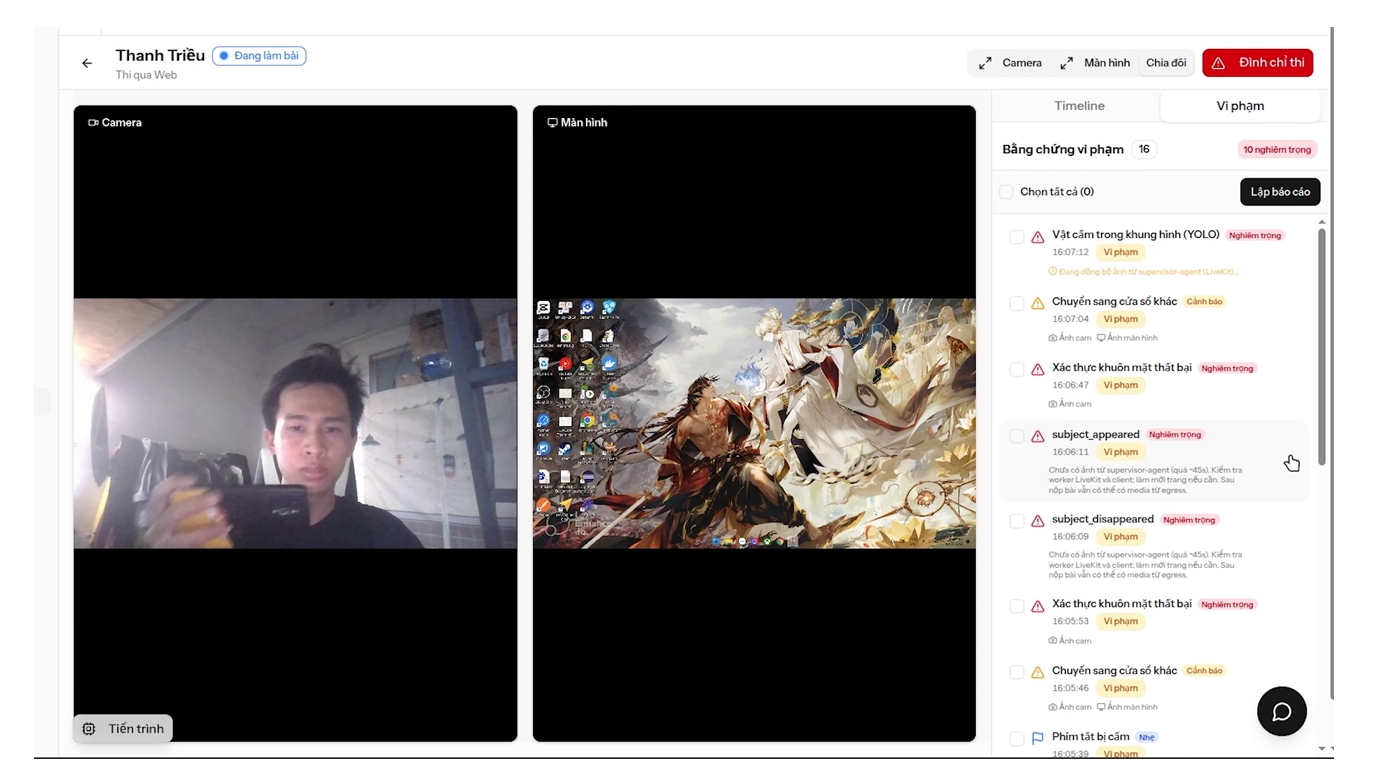 Thanh Triều
Đang làm bài
Thi qua Web
Camera
Màn hình
Chia đôi
Đình chỉ thi
Camera
Màn hình
Tiến trình
Timeline
Vi phạm
Bằng chứng vi phạm 16
10 nghiêm trọng
Chọn tất cả (0)
Lập báo cáo
Vật cấm trong khung hình (YOLO) Nghiêm trọng
16:07:12 Vi phạm
Đang đồng bộ ảnh từ supervisor-agent (LiveKit)...
Chuyển sang cửa sổ khác Cảnh báo
16:07:04 Vi phạm
Ảnh cam Ảnh màn hình
Xác thực khuôn mặt thất bại Nghiêm trọng
16:06:47 Vi phạm
Ảnh cam
subject_appeared Nghiêm trọng
16:06:11 Vi phạm
Chưa có ảnh từ supervisor-agent (quá ~45s). Kiểm tra
worker LiveKit và client; làm mới trang nếu cần. Sau
nộp bài vẫn có thể có media từ egress.
subject_disappeared Nghiêm trọng
16:06:09 Vi phạm
Chưa có ảnh từ supervisor-agent (quá ~45s). Kiểm tra
worker LiveKit và client; làm mới trang nếu cần. Sau
nộp bài vẫn có thể có media từ egress.
Xác thực khuôn mặt thất bại Nghiêm trọng
16:05:53 Vi phạm
Ảnh cam
Chuyển sang cửa sổ khác Cảnh báo
16:05:46 Vi phạm
Ảnh cam Ảnh màn hình
Phím tắt bị cấm Nhẹ
16:05:39 Vi phạm